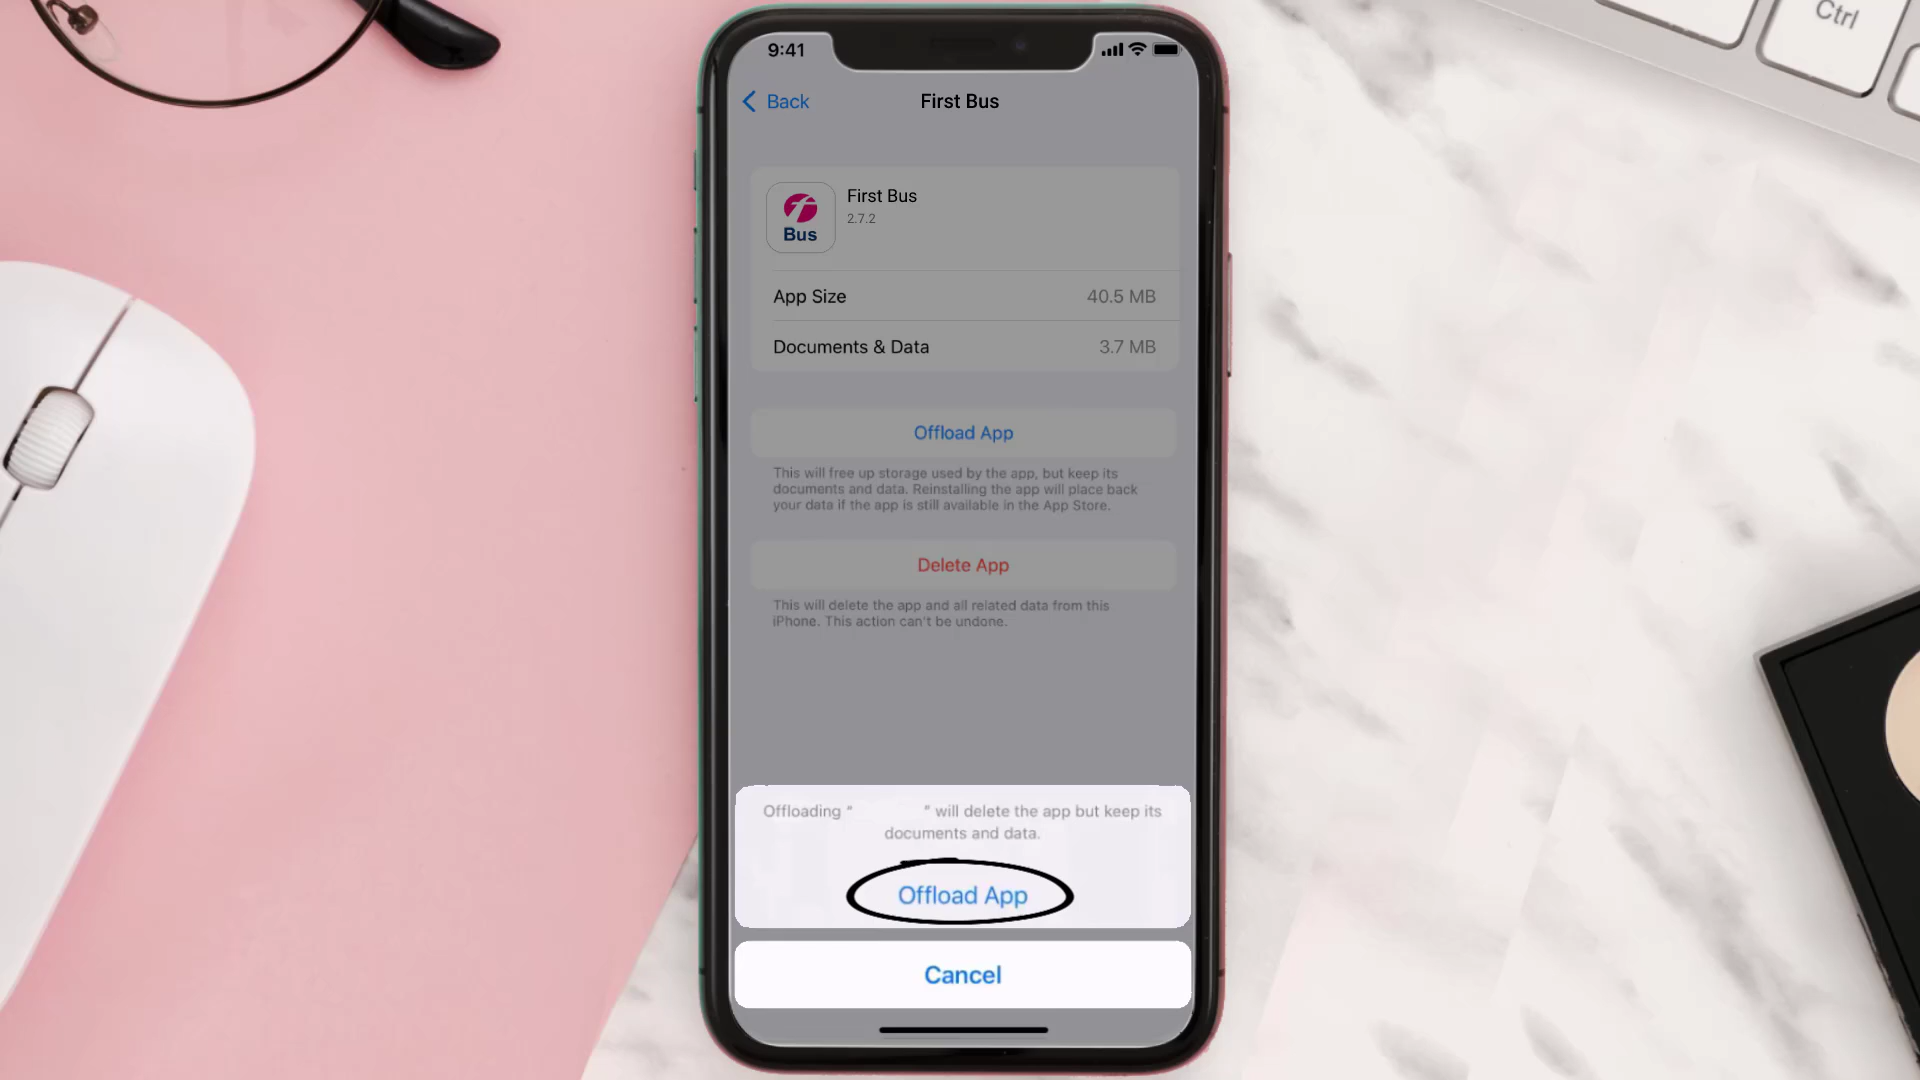 Ctrl
9:41
Back
First Bus
Bus
First Bus
2.7.2
App Size
40.5 MB
Documents & Data
3.7 MB
Offload App
This will free up storage used by the app, but keep its
documents and data. Reinstalling the app will place back
your data if the app is still available in the App Store.
Delete App
This will delete the app and all related data from this
iPhone. This action can't be undone.
Offloading “ ” will delete the app but keep its
documents and data.
Offload App
Cancel